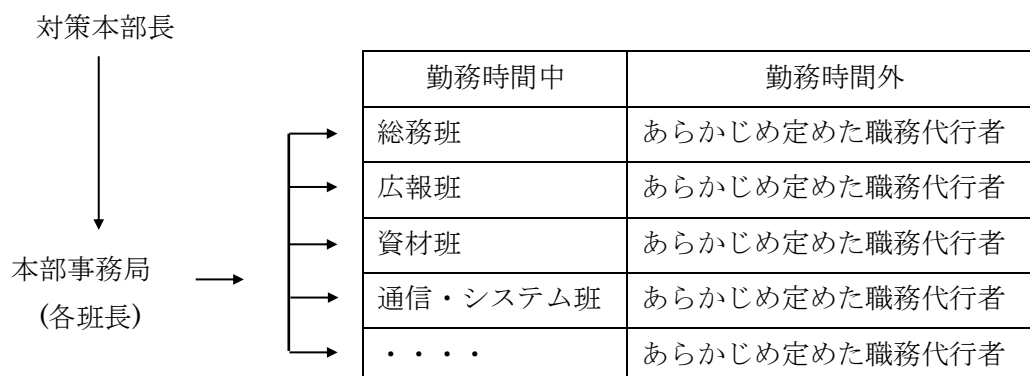 対策本部長
勤務時間中 勤務時間外
総務班 あらかじめ定めた職務代行者
広報班 あらかじめ定めた職務代行者
資材班 あらかじめ定めた職務代行者
本部事務局
(各班長)
通信・システム班 あらかじめ定めた職務代行者
・・・・ あらかじめ定めた職務代行者